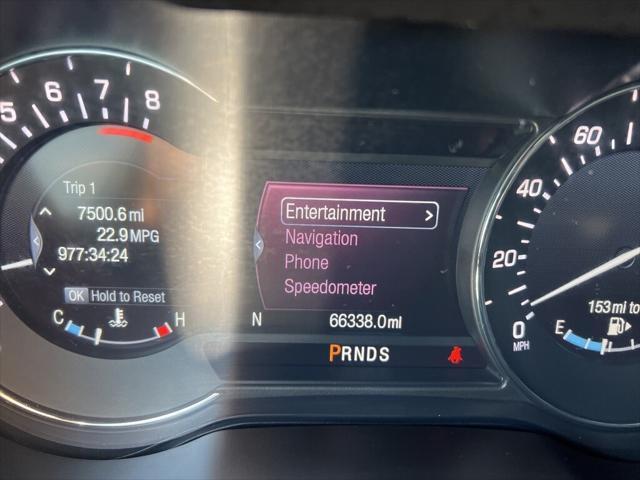 5 6 7 8
Trip 1
7500.6 mi
22.9 MPG
977:34:24
OK Hold to Reset
C H
Entertainment >
Navigation
Phone
Speedometer
N 66338.0 mi
PRNDS
60
40
20
0
MPH
153 mi to
E